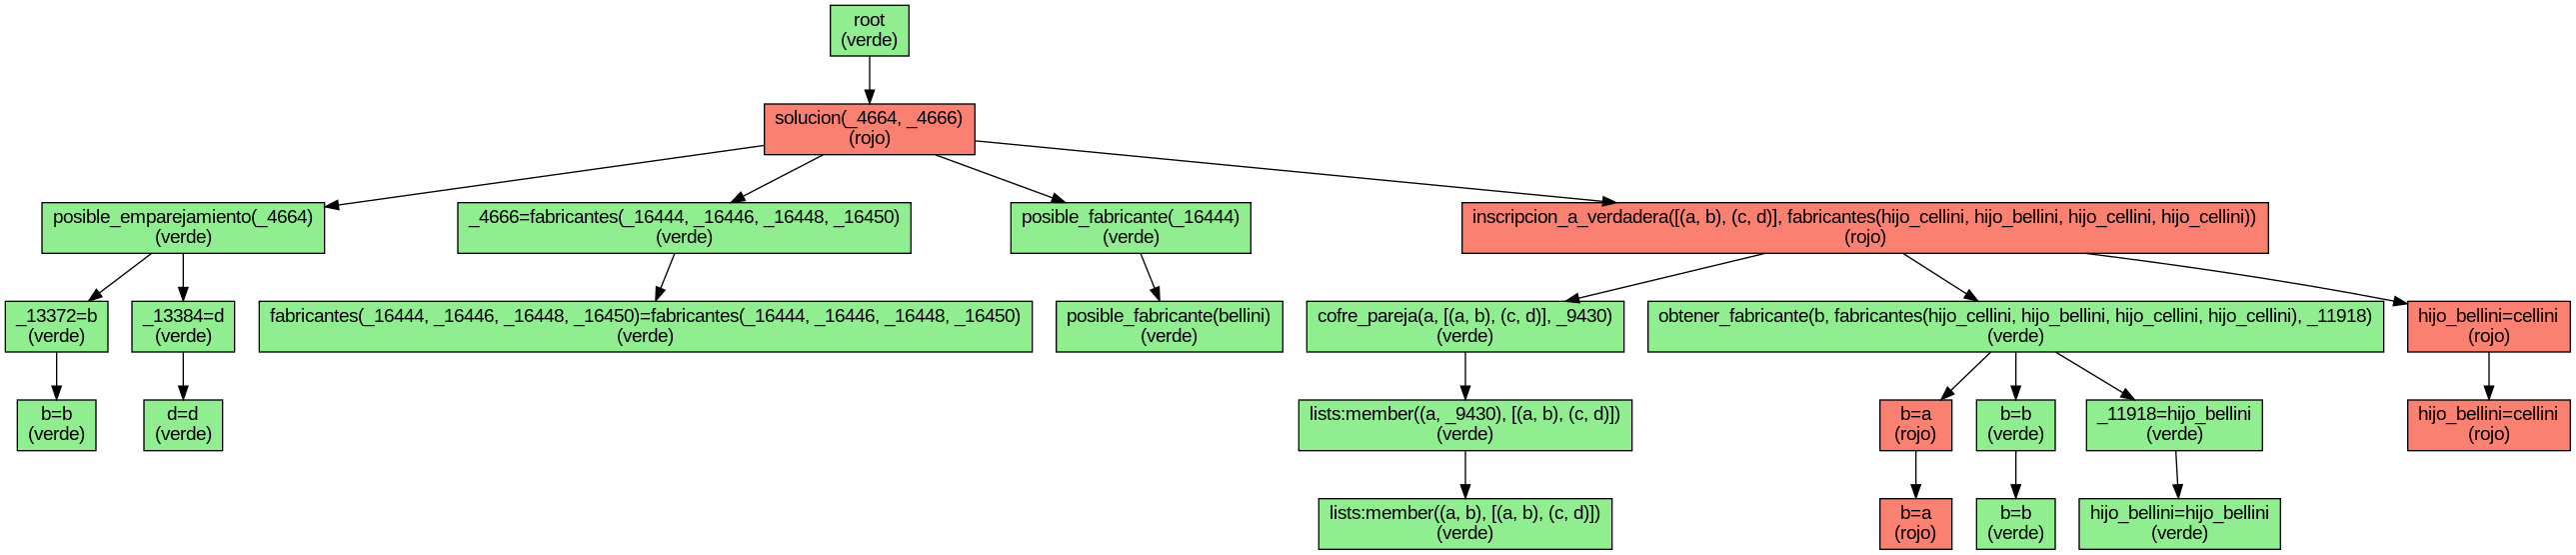 root
(verde)
solucion(_4664, _4666)
(rojo)
posible_emparejamiento(_4664)
(verde)
_4666=fabricantes(_16444, _16446, _16448, _16450)
(verde)
posible_fabricante(_16444)
(verde)
inscripcion_a_verdadera([(a, b), (c, d)], fabricantes(hijo_cellini, hijo_bellini, hijo_cellini, hijo_cellini))
(rojo)
_13372=b
(verde)
_13384=d
(verde)
fabricantes(_16444, _16446, _16448, _16450)=fabricantes(_16444, _16446, _16448, _16450)
(verde)
posible_fabricante(bellini)
(verde)
cofre_pareja(a, [(a, b), (c, d)], _9430)
(verde)
obtener_fabricante(b, fabricantes(hijo_cellini, hijo_bellini, hijo_cellini, hijo_cellini), _11918)
(verde)
hijo_bellini=cellini
(rojo)
b=b
(verde)
d=d
(verde)
lists:member((a, _9430), [(a, b), (c, d)])
(verde)
b=a
(rojo)
b=b
(verde)
_11918=hijo_bellini
(verde)
hijo_bellini=cellini
(rojo)
lists:member((a, b), [(a, b), (c, d)])
(verde)
b=a
(rojo)
b=b
(verde)
hijo_bellini=hijo_bellini
(verde)